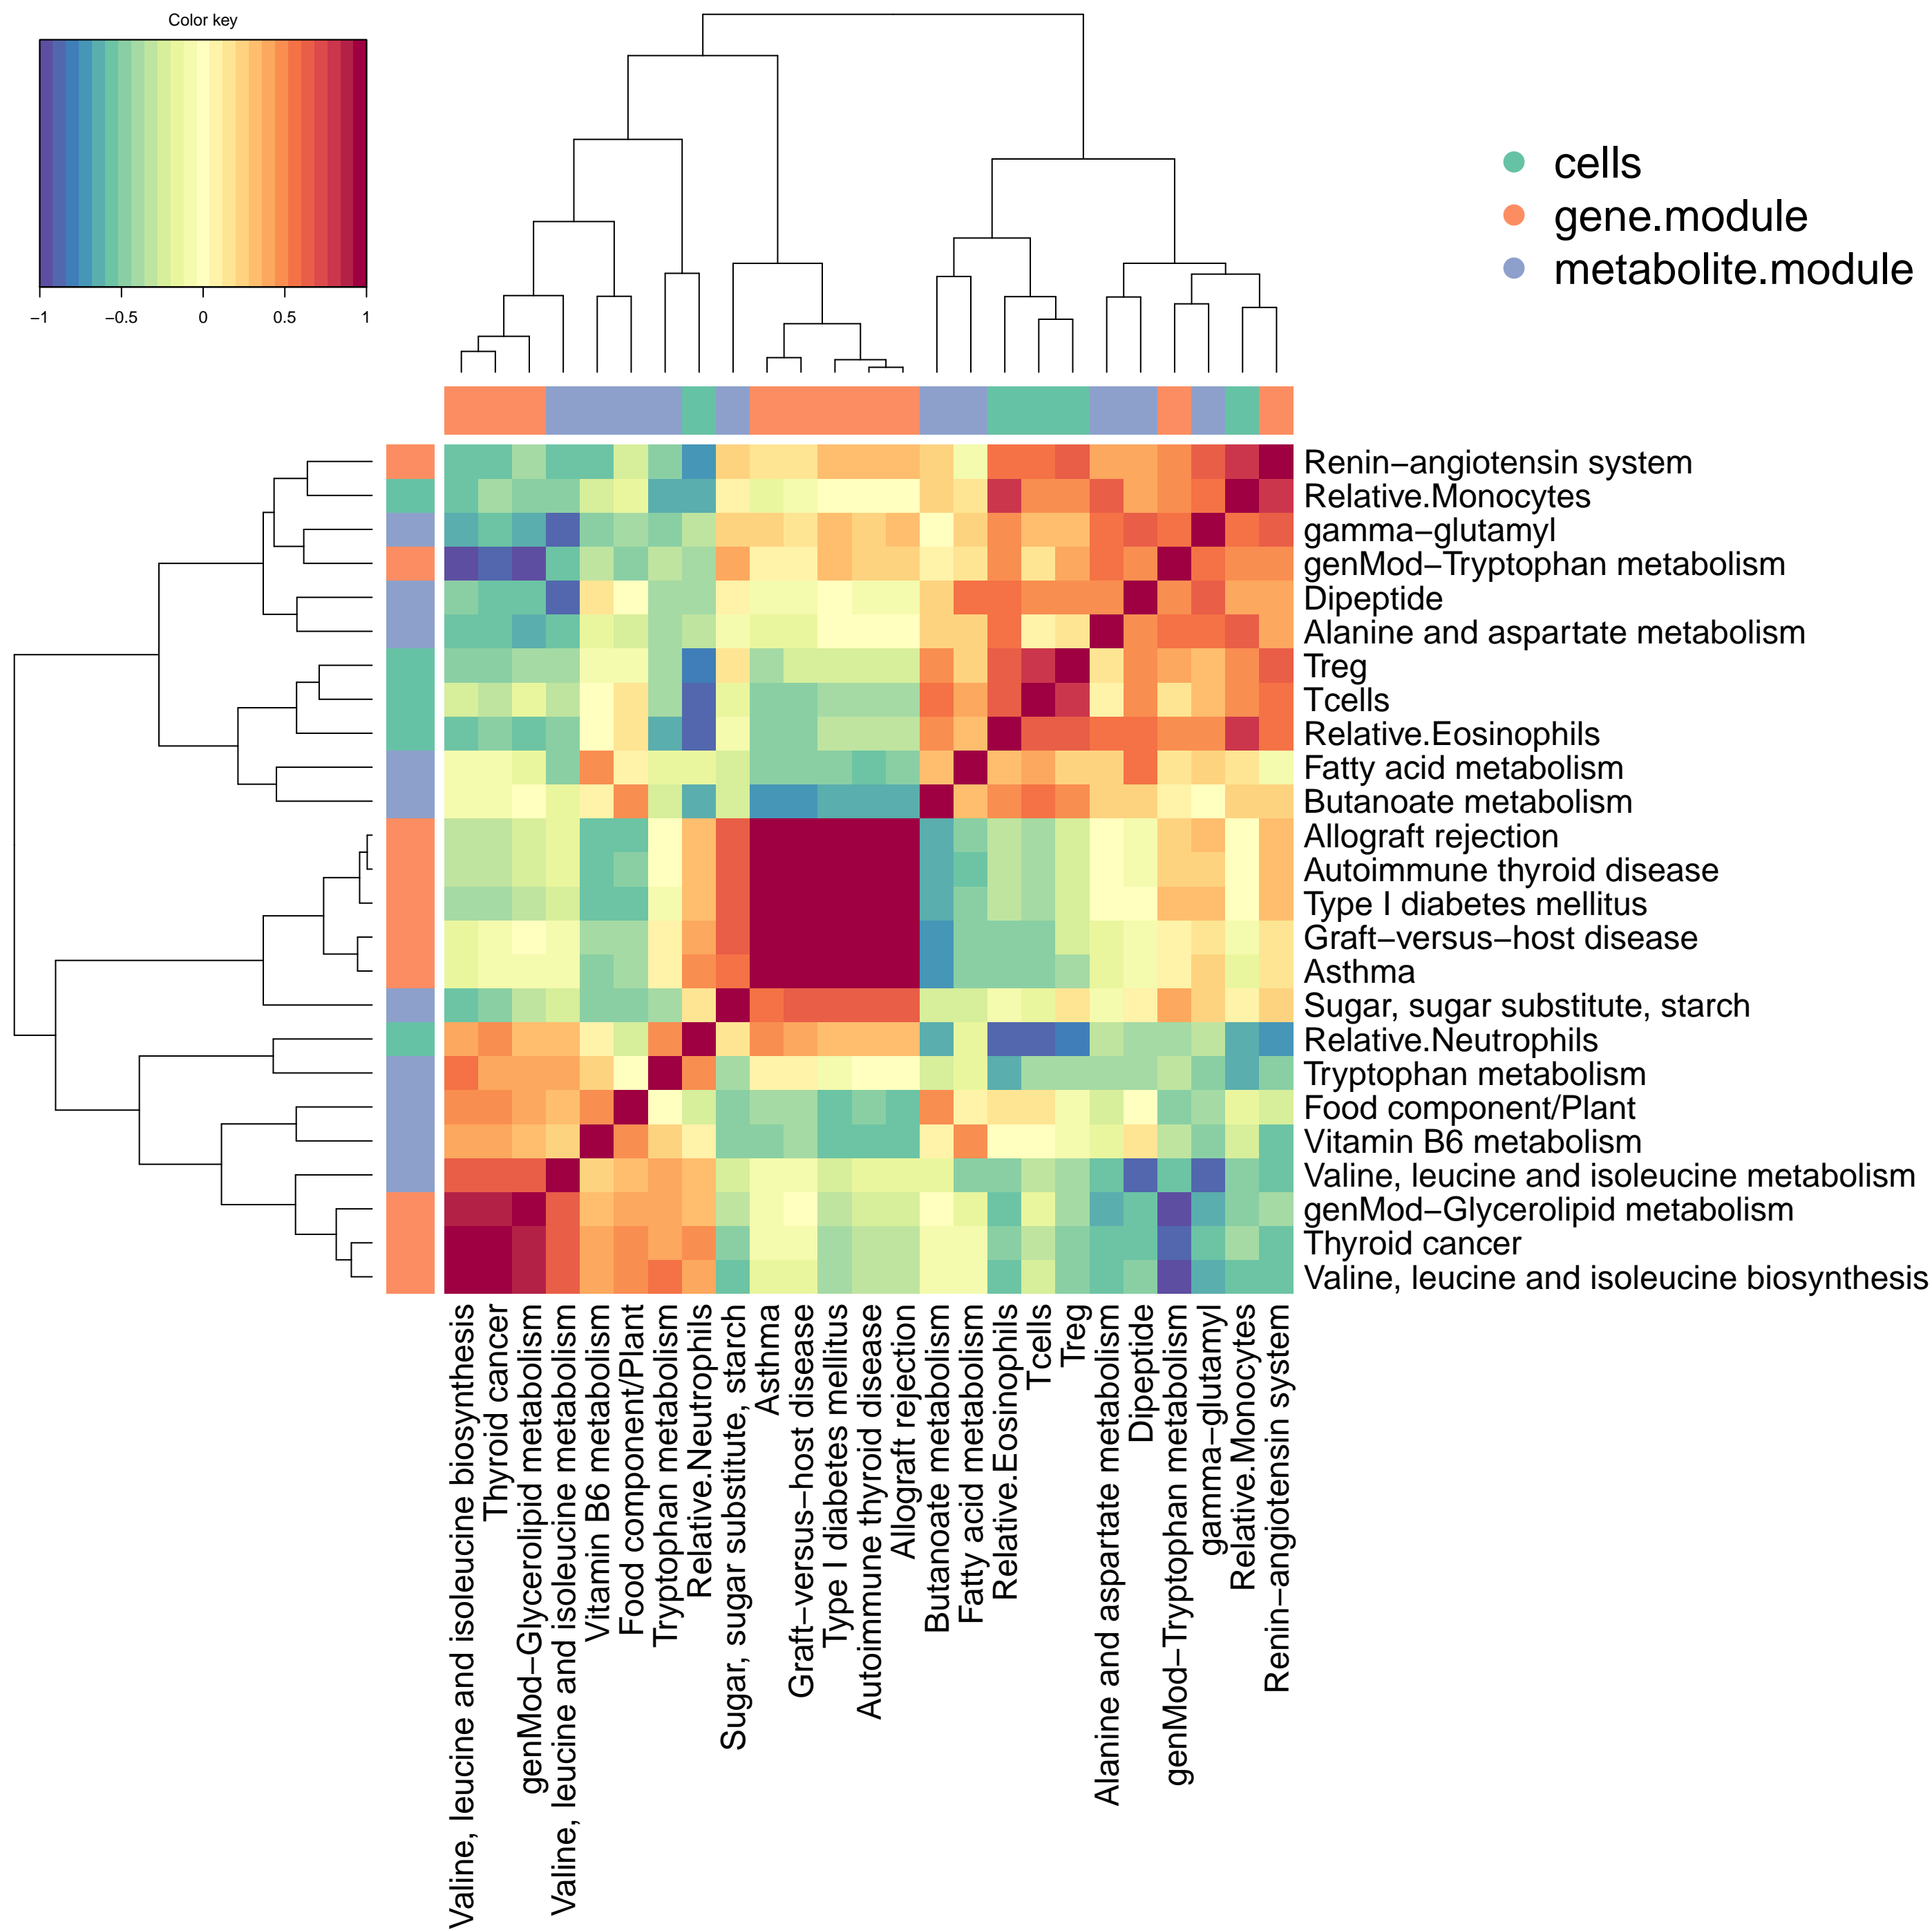 Color key
−1
−0.5
0
0.5
1
cells
gene.module
metabolite.module
Renin−angiotensin system
Relative.Monocytes
gamma−glutamyl
genMod−Tryptophan metabolism
Dipeptide
Alanine and aspartate metabolism
Treg
Tcells
Relative.Eosinophils
Fatty acid metabolism
Butanoate metabolism
Allograft rejection
Autoimmune thyroid disease
Type I diabetes mellitus
Graft−versus−host disease
Asthma
Sugar, sugar substitute, starch
Relative.Neutrophils
Tryptophan metabolism
Food component/Plant
Vitamin B6 metabolism
Valine, leucine and isoleucine metabolism
genMod−Glycerolipid metabolism
Thyroid cancer
Valine, leucine and isoleucine biosynthesis
Valine, leucine and isoleucine biosynthesis
Thyroid cancer
genMod−Glycerolipid metabolism
Valine, leucine and isoleucine metabolism
Vitamin B6 metabolism
Food component/Plant
Tryptophan metabolism
Relative.Neutrophils
Sugar, sugar substitute, starch
Asthma
Graft−versus−host disease
Type I diabetes mellitus
Autoimmune thyroid disease
Allograft rejection
Butanoate metabolism
Fatty acid metabolism
Relative.Eosinophils
Tcells
Treg
Alanine and aspartate metabolism
Dipeptide
genMod−Tryptophan metabolism
gamma−glutamyl
Relative.Monocytes
Renin−angiotensin system